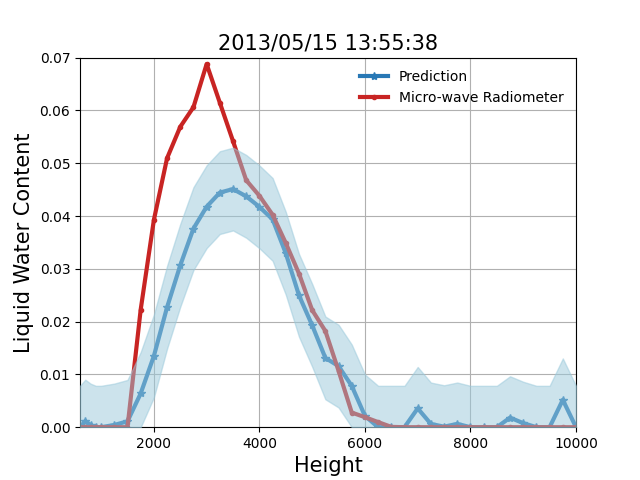 2013/05/15 13:55:38
0.07
0.06
0.05
0.04
0.03
0.02
0.01
0.00
Liquid Water Content
Prediction
Micro-wave Radiometer
2000 4000 6000 8000 10000
Height